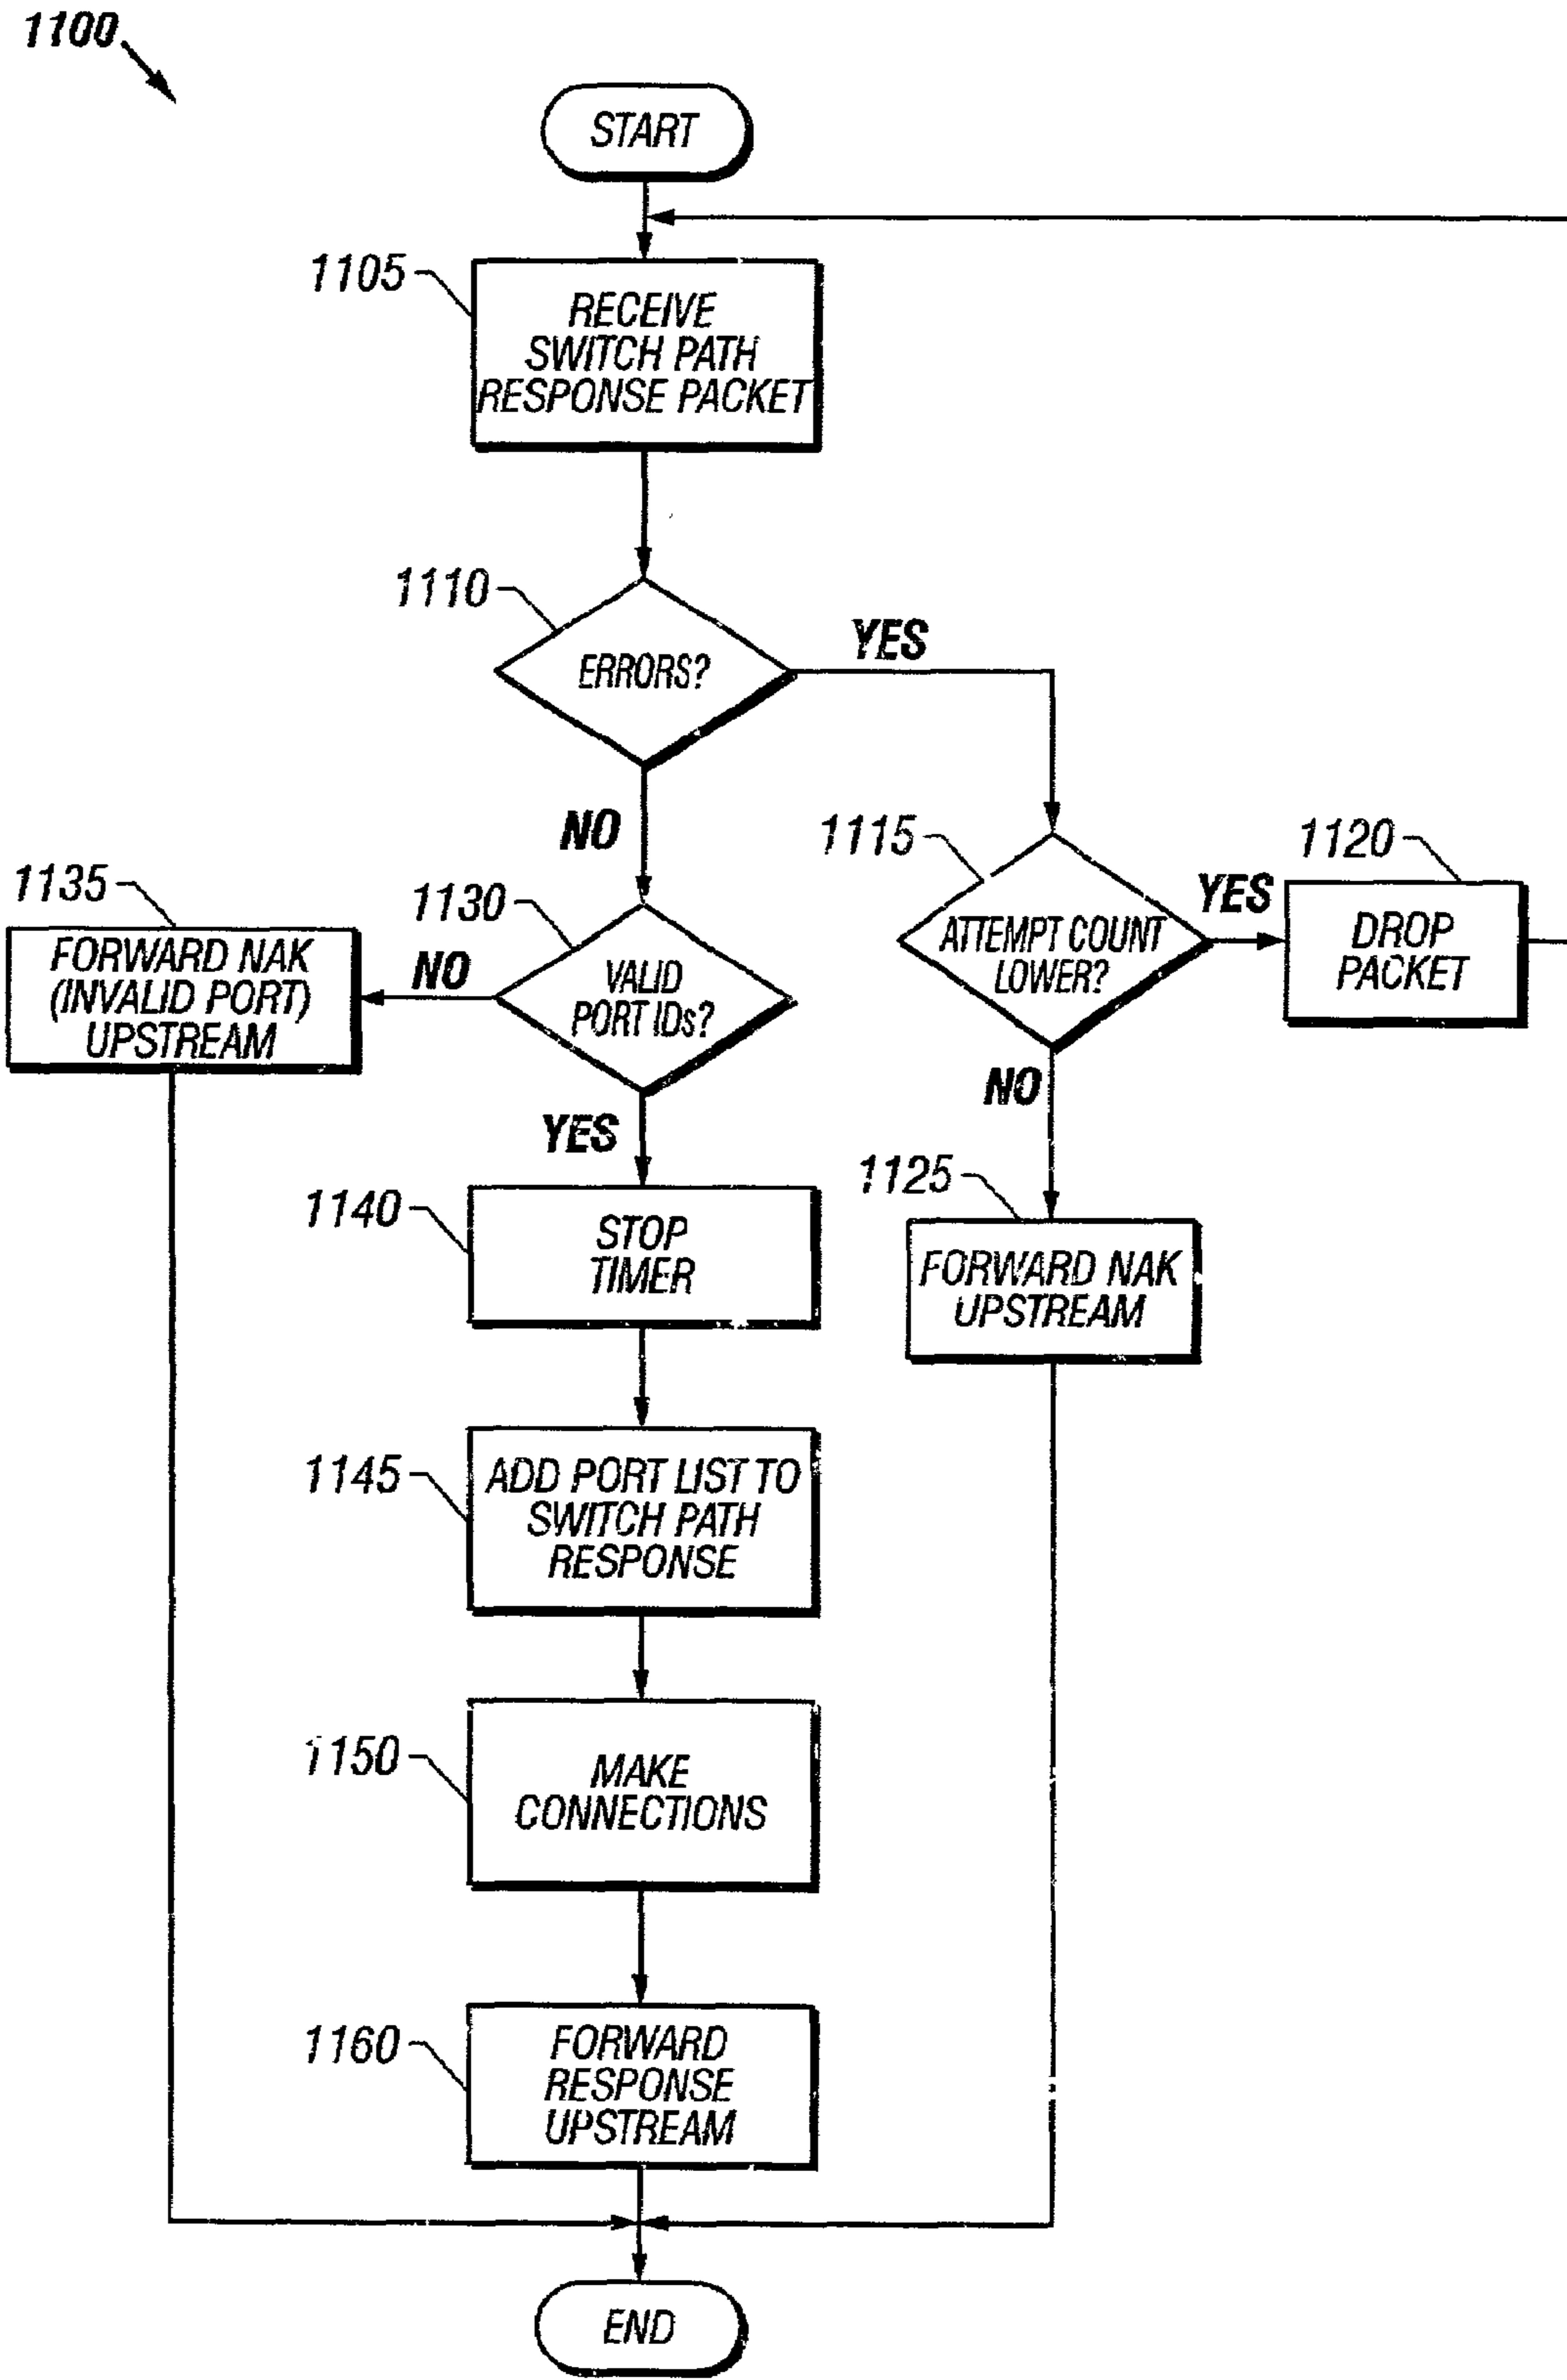 1100
START
1105
RECEIVE
SWITCH PATH
RESPONSE PACKET
1110
ERRORS?
YES
NO
1115
ATTEMPT COUNT
LOWER?
YES
1120
DROP
PACKET
NO
1125
FORWARD NAK
UPSTREAM
1130
VALID
PORT IDs?
NO
1135
FORWARD NAK
(INVALID PORT)
UPSTREAM
YES
1140
STOP
TIMER
1145
ADD PORT LIST TO
SWITCH PATH
RESPONSE
1150
MAKE
CONNECTIONS
1160
FORWARD
RESPONSE
UPSTREAM
END